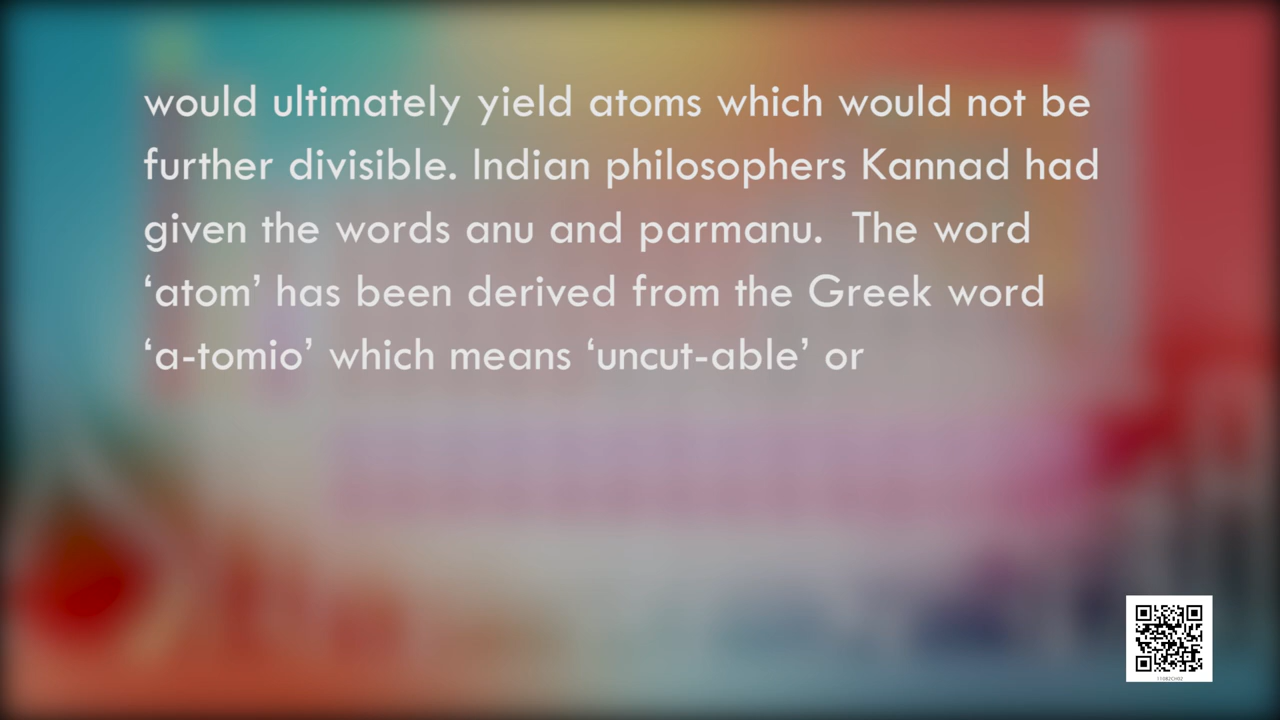 would ultimately yield atoms which would not be
further divisible. Indian philosophers Kannad had
given the words anu and parmanu.  The word
‘atom’ has been derived from the Greek word
‘a-tomio’ which means ‘uncut-able’ or